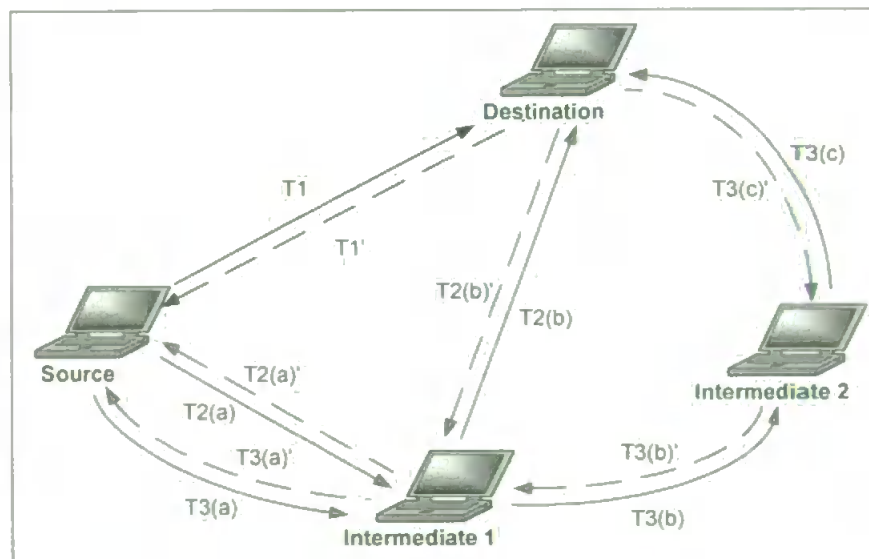 Destination
T3(c)
T1
T3(c)'
T1'
T2(b)'
T2(b)
Source
T2(a)'
Intermediate 2
T2(a)
T3(a)'
T3(b)'
T3(a)
T3(b)
Intermediate 1